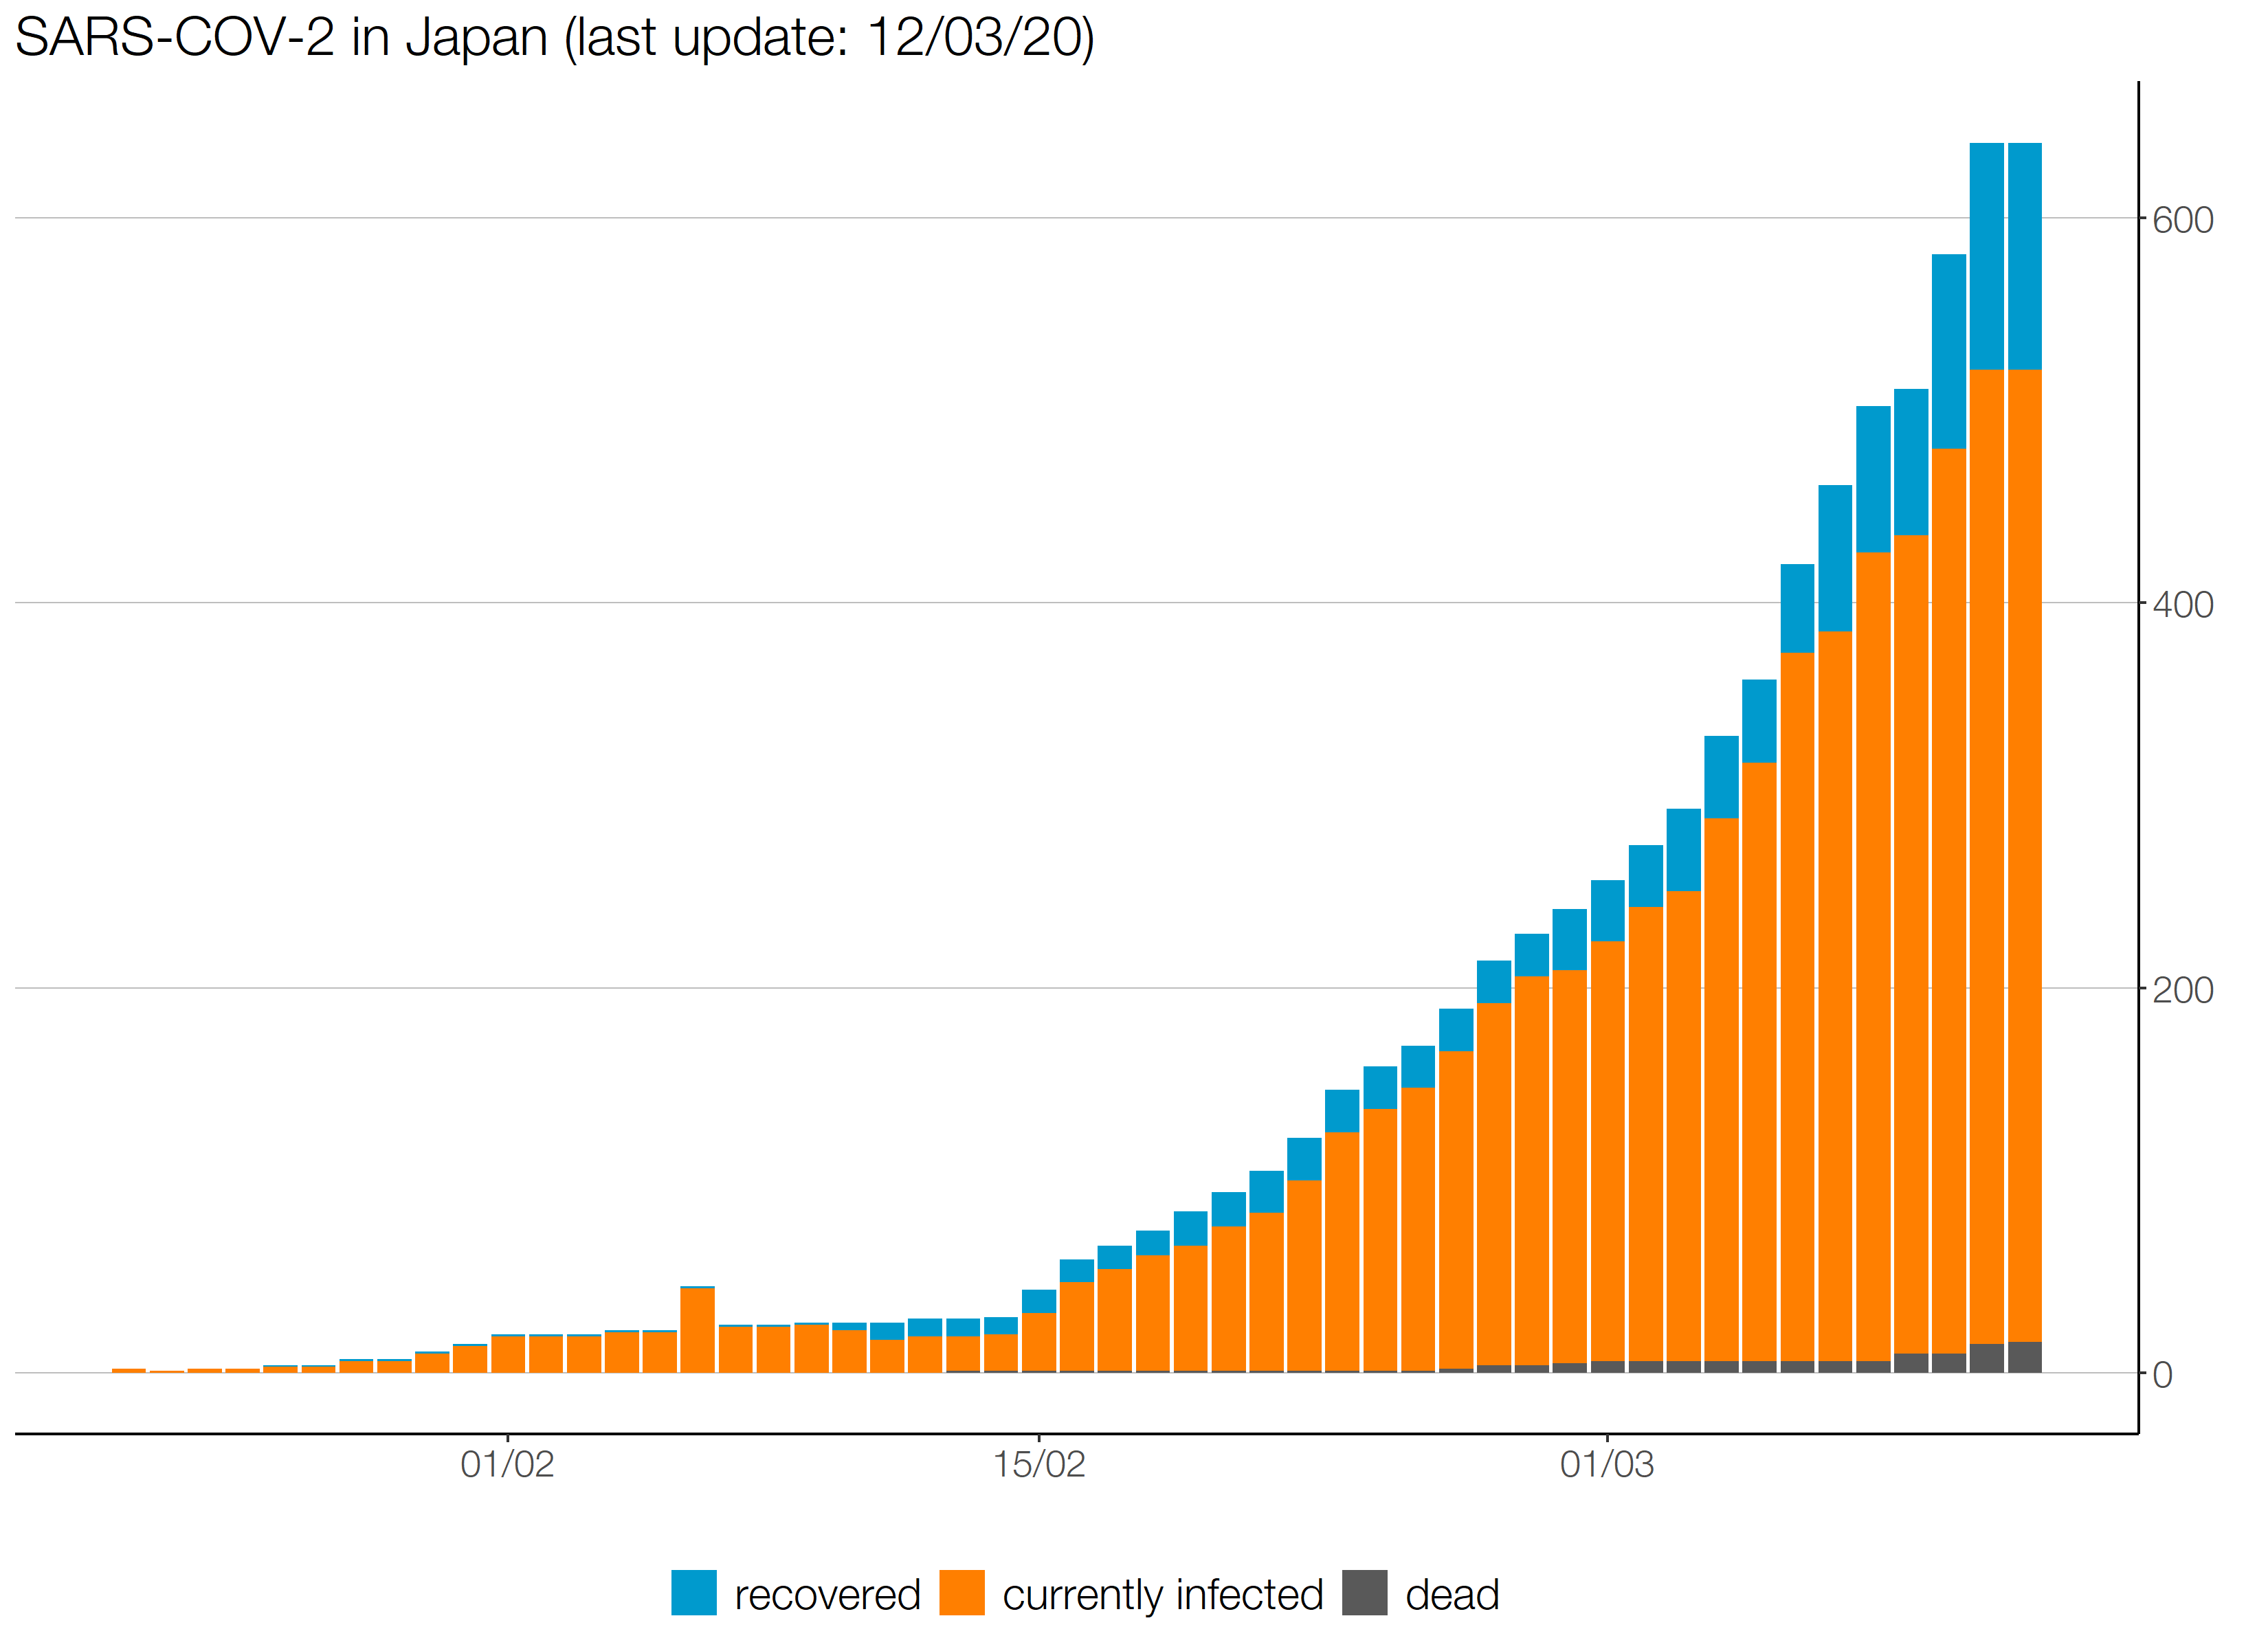 SARS-COV-2 in Japan (last update: 12/03/20)
600
400
200
0
01/02 15/02 01/03
recovered currently infected dead